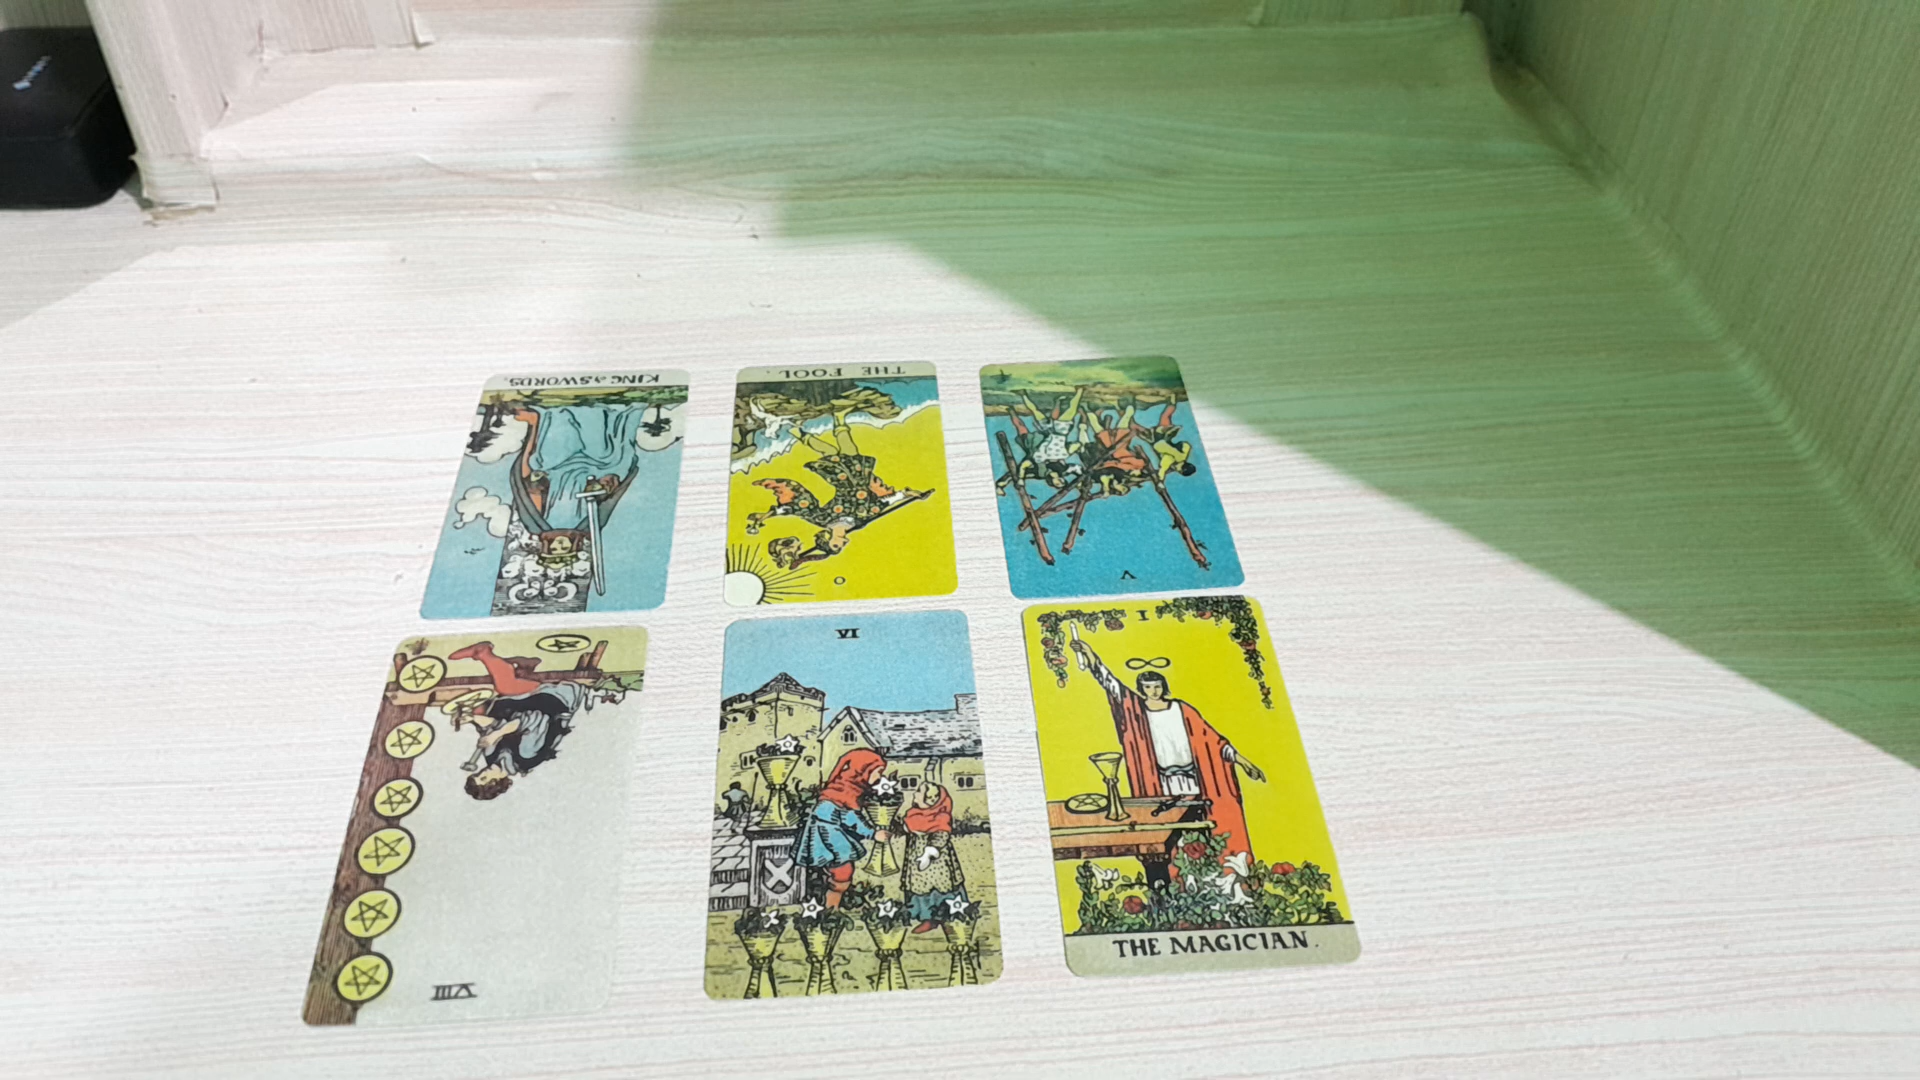 KING of SWORDS.
THE FOOL.
0
V
VI
I
THE MAGICIAN.
VIII